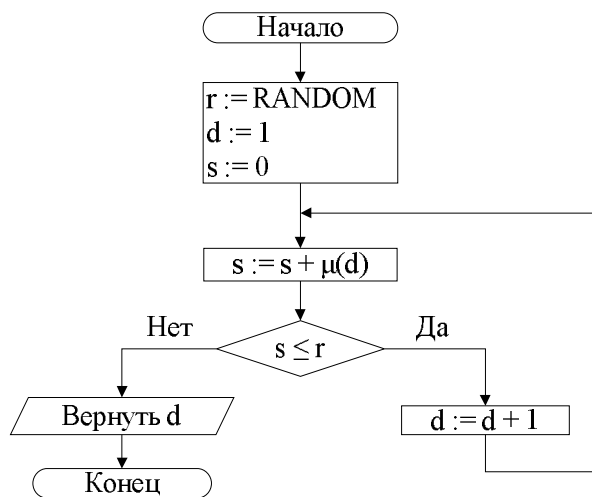 Начало
r := RANDOM
d := 1
s := 0
s := s + μ(d)
Нет
Да
s ≤ r
Вернуть d
d := d + 1
Конец